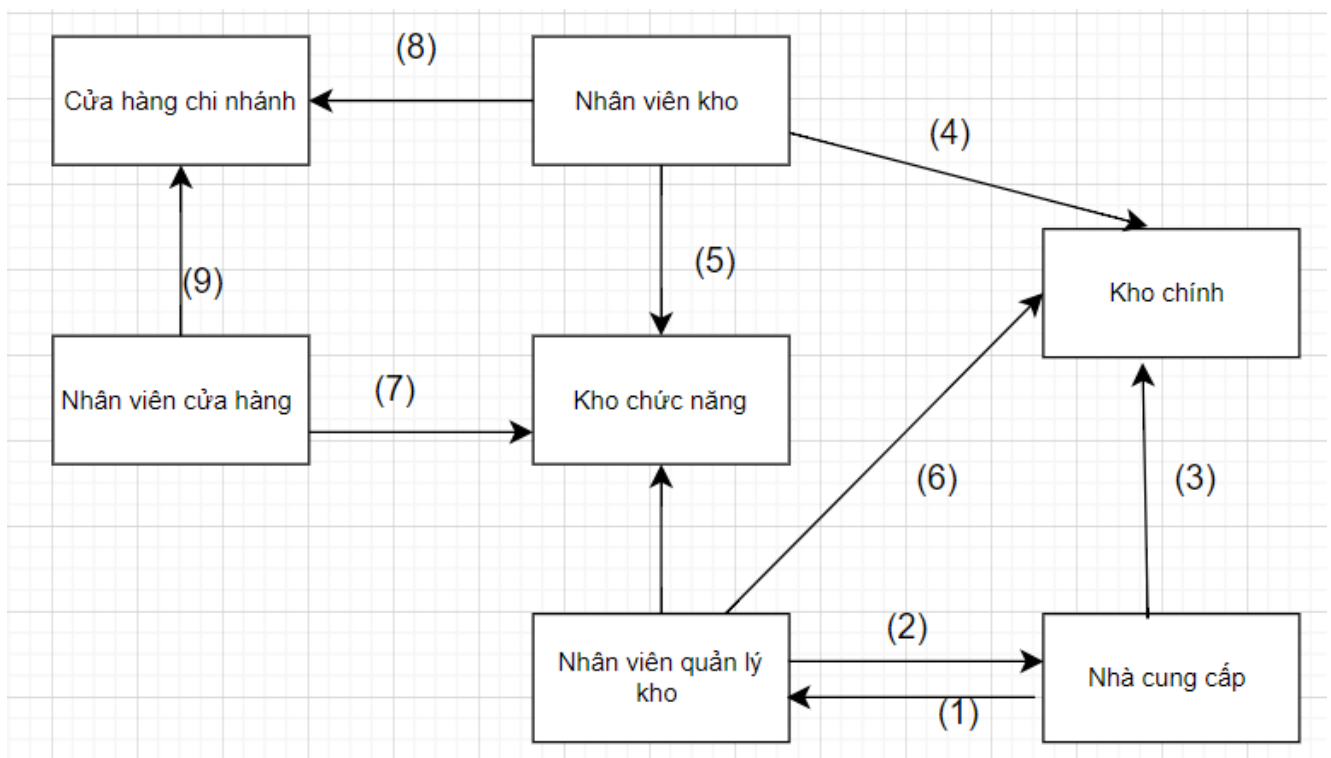 (8)
Cửa hàng chi nhánh
Nhân viên kho
(4)
(5)
(9)
Kho chính
(7)
Nhân viên cửa hàng
Kho chức năng
(6)
(3)
(2)
Nhân viên quản lý
kho
Nhà cung cấp
(1)